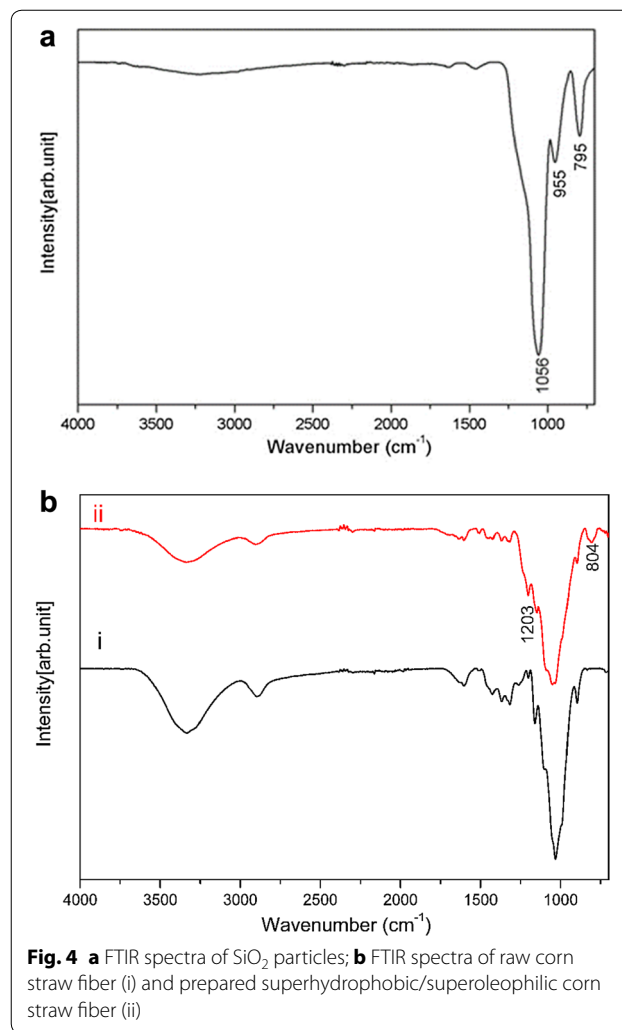 a
Intensity[arb.unit]
1056
955
795
4000 3500 3000 2500 2000 1500 1000
Wavenumber (cm⁻¹)
b
ii
1203
804
i
Intensity[arb.unit]
4000 3500 3000 2500 2000 1500 1000
Wavenumber (cm⁻¹)
Fig. 4 a FTIR spectra of SiO₂ particles; b FTIR spectra of raw corn
straw fiber (i) and prepared superhydrophobic/superoleophilic corn
straw fiber (ii)